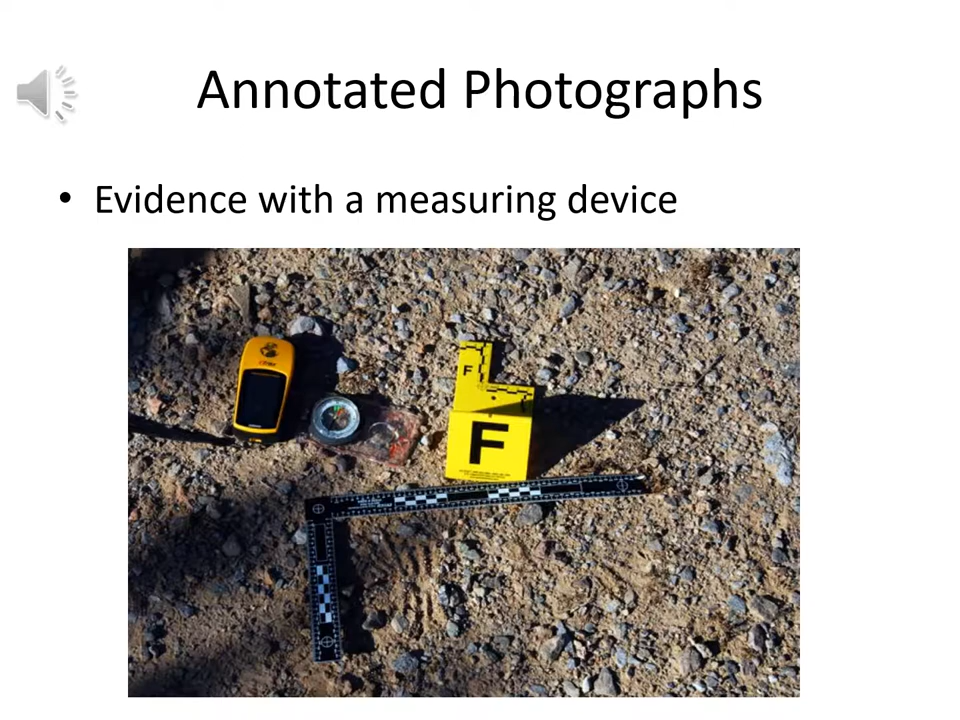 Annotated Photographs
• Evidence with a measuring device
F
F